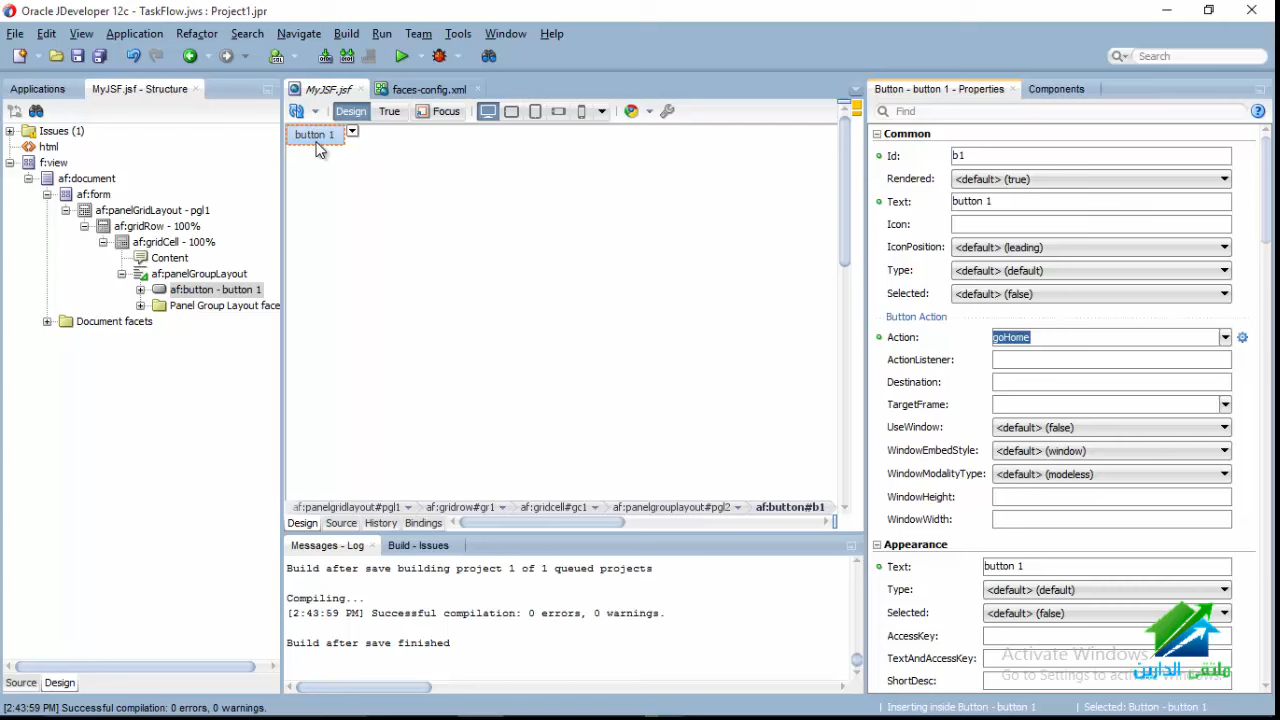 Oracle JDeveloper 12c - TaskFlow.jws : Project1.jpr
File Edit View Application Refactor Search Navigate Build Run Team Tools Window Help
Search
Applications MyJSF.jsf - Structure
Issues (1)
html
f:view
af:document
af:form
af:panelGridLayout - pgl1
af:gridRow - 100%
af:gridCell - 100%
Content
af:panelGroupLayout
af:button - button 1
Panel Group Layout face
Document facets
Source Design
MyJSF.jsf faces-config.xml
Design True Focus
button 1
af:panelgridlayout#pgl1 af:gridrow#gr1 af:gridcell#gc1 af:panelgrouplayout#pgl2 af:button#b1
Design Source History Bindings
Messages - Log Build - Issues
Build after save building project 1 of 1 queued projects
Compiling...
[2:43:59 PM] Successful compilation: 0 errors, 0 warnings.
Build after save finished
Button - button 1 - Properties Components
Find
Common
Id: b1
Rendered: <default> (true)
Text: button 1
Icon:
IconPosition: <default> (leading)
Type: <default> (default)
Selected: <default> (false)
Button Action
Action: goHome
ActionListener:
Destination:
TargetFrame:
UseWindow: <default> (false)
WindowEmbedStyle: <default> (window)
WindowModalityType: <default> (modeless)
WindowHeight:
WindowWidth:
Appearance
Text: button 1
Type: <default> (default)
Selected: <default> (false)
AccessKey:
TextAndAccessKey:
ShortDesc:
Activate Windows
Go to Settings to activate Windows.
ملتقى الدارين
[2:43:59 PM] Successful compilation: 0 errors, 0 warnings.
Inserting inside Button - button 1 Selected: Button - button 1